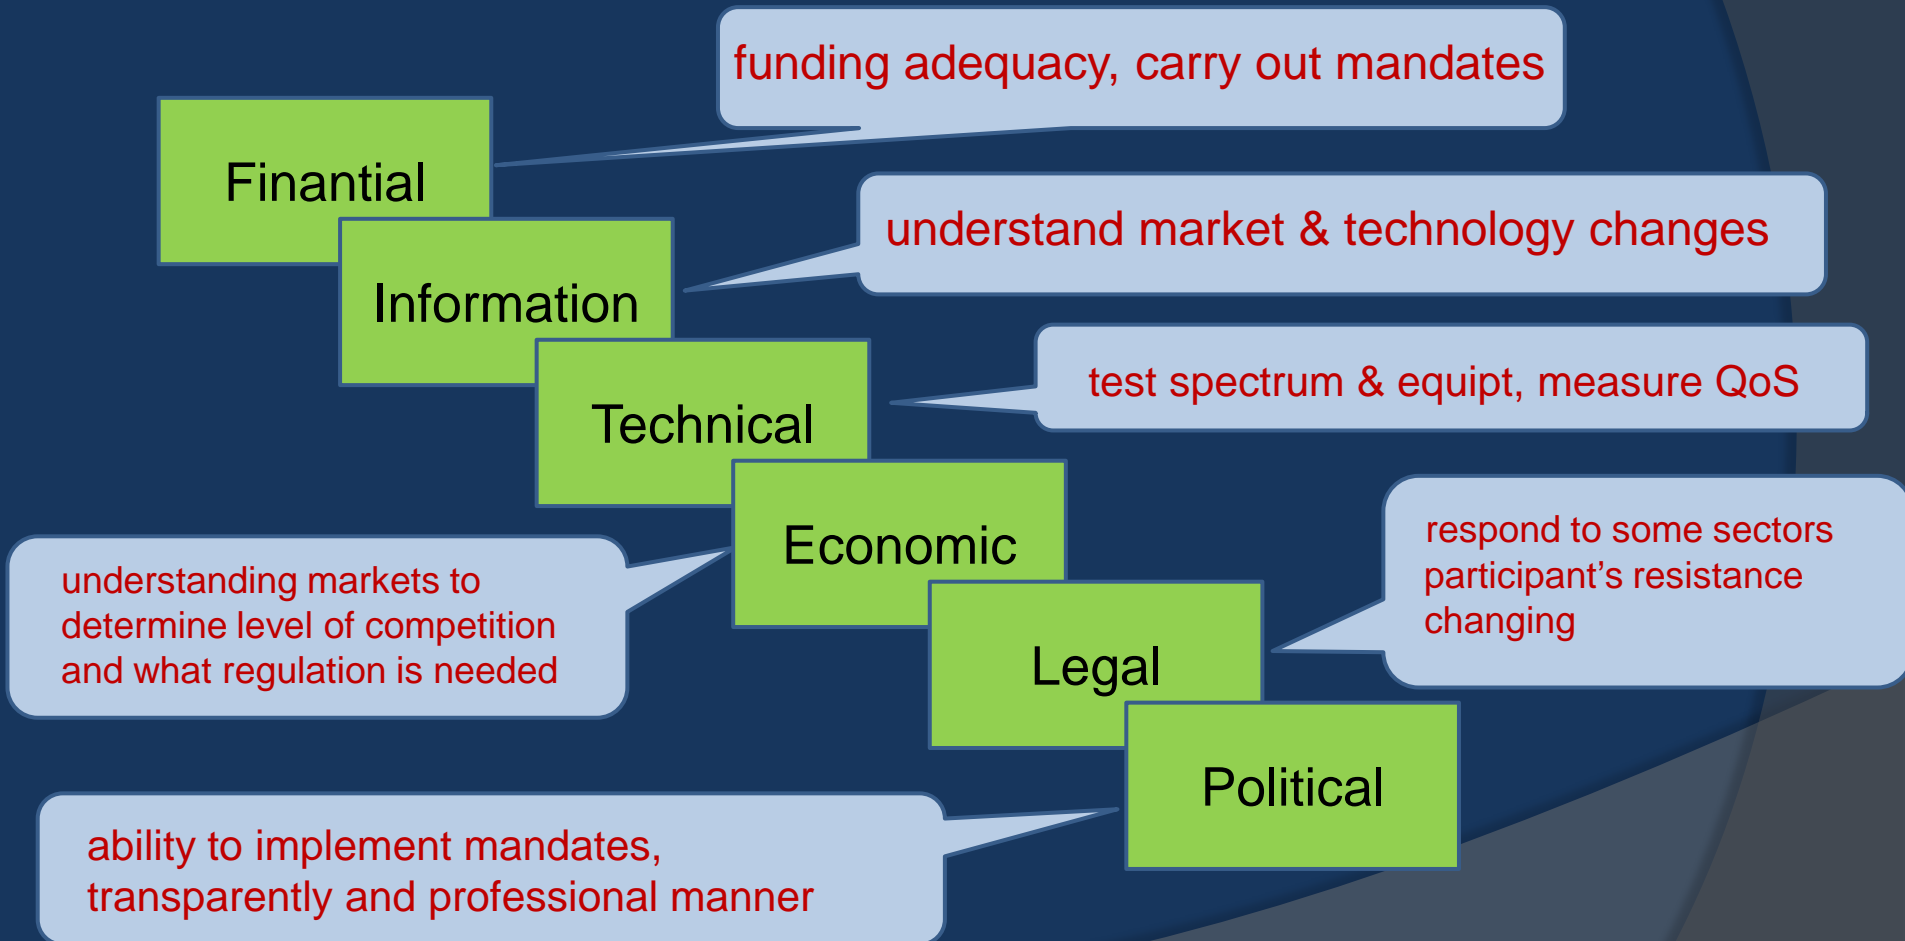 funding adequacy, carry out mandates
Finantial
understand market & technology changes
Information
test spectrum & equipt, measure QoS
Technical
Economic
understanding markets to
determine level of competition
and what regulation is needed
respond to some sectors
participant’s resistance
changing
Legal
Political
ability to implement mandates,
transparently and professional manner